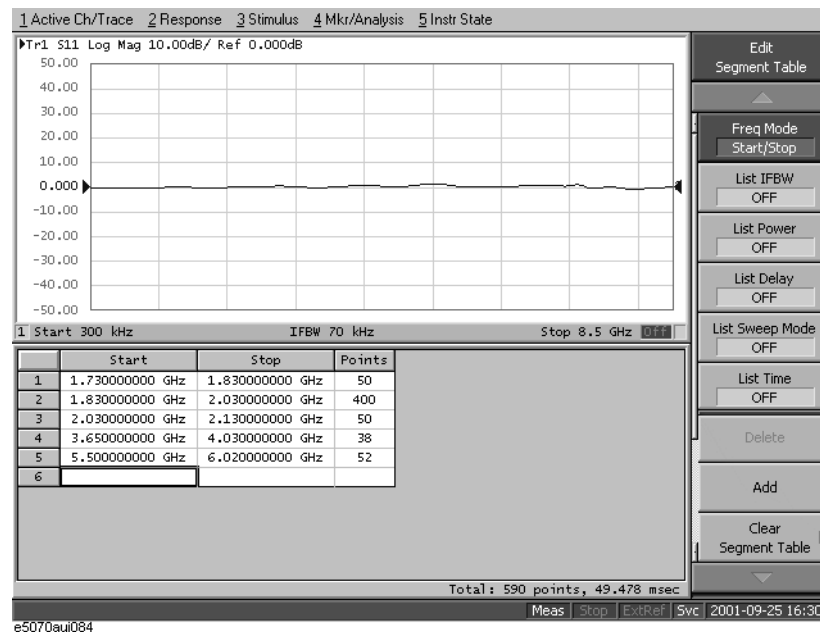 1 Active Ch/Trace 2 Response 3 Stimulus 4 Mkr/Analysis 5 Instr State
Tr1 S11 Log Mag 10.00dB/ Ref 0.000dB
50.00
40.00
30.00
20.00
10.00
0.000
-10.00
-20.00
-30.00
-40.00
-50.00
1 Start 300 kHz IFBW 70 kHz Stop 8.5 GHz Off
Start Stop Points
1 1.730000000 GHz 1.830000000 GHz 50
2 1.830000000 GHz 2.030000000 GHz 400
3 2.030000000 GHz 2.130000000 GHz 50
4 3.650000000 GHz 4.030000000 GHz 38
5 5.500000000 GHz 6.020000000 GHz 52
6
Total: 590 points, 49.478 msec
Edit
Segment Table
Freq Mode
Start/Stop
List IFBW
OFF
List Power
OFF
List Delay
OFF
List Sweep Mode
OFF
List Time
OFF
Delete
Add
Clear
Segment Table
Meas Stop ExtRef Svc 2001-09-25 16:30
e5070auj084